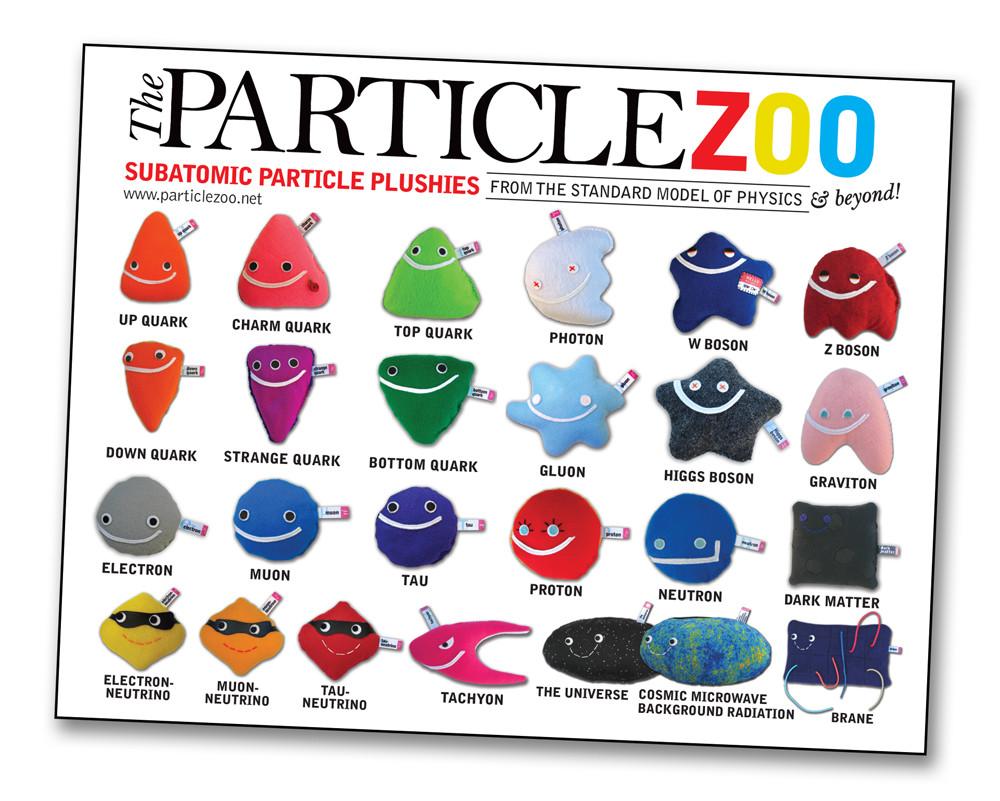 The PARTICLE ZOO
SUBATOMIC PARTICLE PLUSHIES FROM THE STANDARD MODEL OF PHYSICS & beyond!
www.particlezoo.net
UP QUARK CHARM QUARK TOP QUARK PHOTON W BOSON Z BOSON
DOWN QUARK STRANGE QUARK BOTTOM QUARK GLUON HIGGS BOSON GRAVITON
ELECTRON MUON TAU PROTON NEUTRON DARK MATTER
ELECTRON-
NEUTRINO
MUON-
NEUTRINO
TAU-
NEUTRINO
TACHYON
THE UNIVERSE
COSMIC MICROWAVE
BACKGROUND RADIATION
BRANE